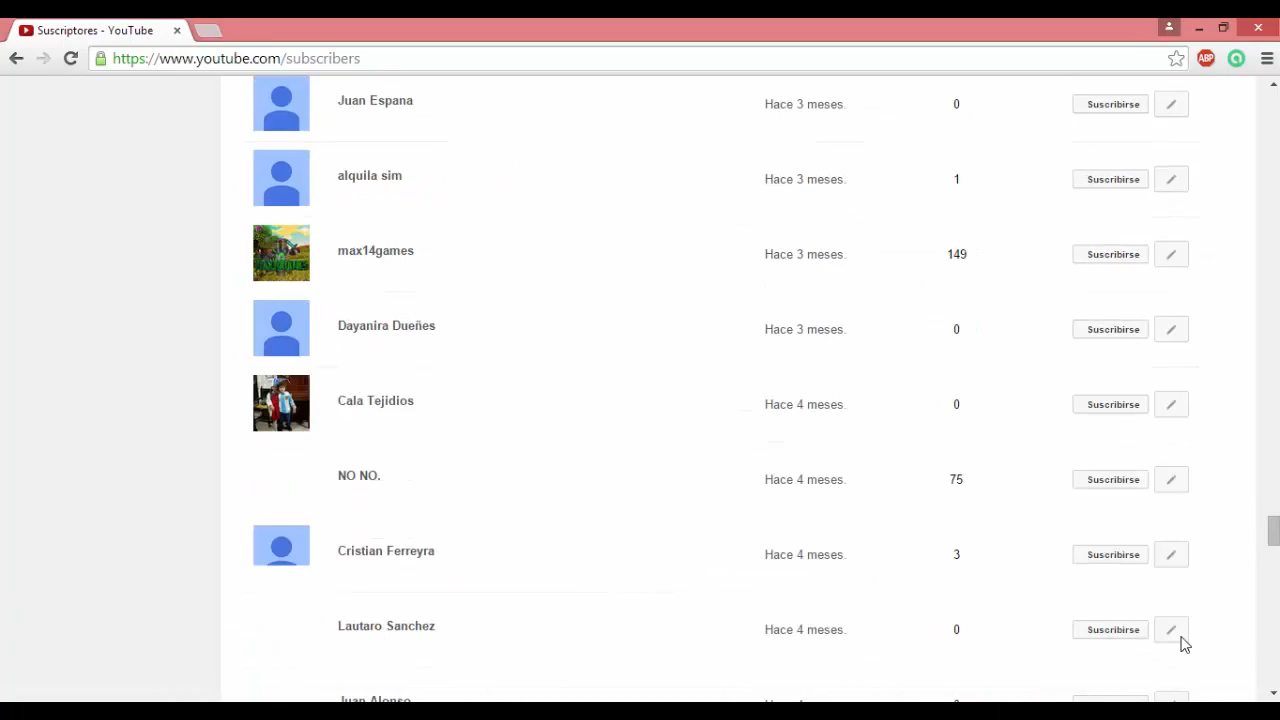 Suscriptores - YouTube
https://www.youtube.com/subscribers
ABP
Juan Espana Hace 3 meses. 0 Suscribirse
alquila sim Hace 3 meses. 1 Suscribirse
max14games Hace 3 meses. 149 Suscribirse
Dayanira Dueñes Hace 3 meses. 0 Suscribirse
Cala Tejidios Hace 4 meses. 0 Suscribirse
NO NO. Hace 4 meses. 75 Suscribirse
Cristian Ferreyra Hace 4 meses. 3 Suscribirse
Lautaro Sanchez Hace 4 meses. 0 Suscribirse
Juan Alonso